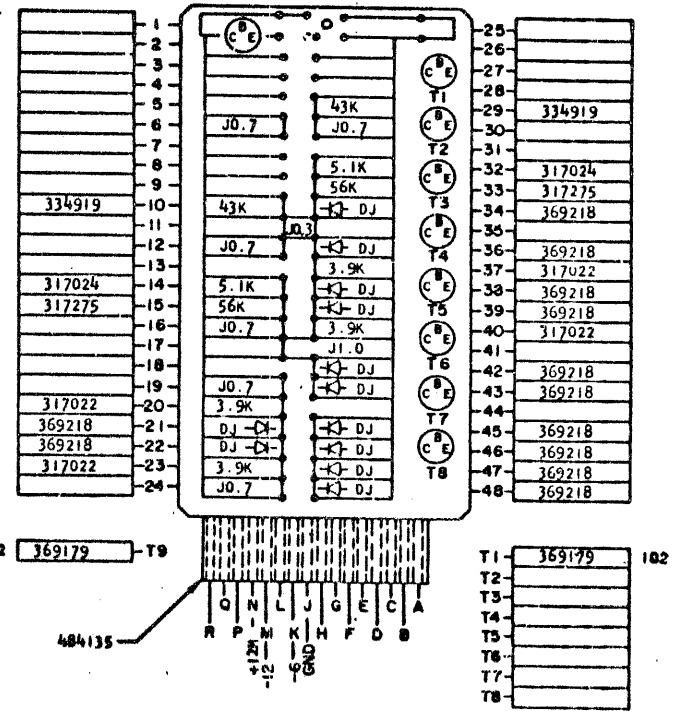 1 25
2 C B E 26
3 27
4 C B E 28
5 43K T1 29 334919
6 J0.7 J0.7 C B E 30
7 T2 31
8 5.1K 32 317024
9 56K C B E 33 317275
334919 10 43K DJ T3 34 369218
11 J0.3 C B E 35
12 J0.7 DJ T4 36 369218
13 3.9K 37 317022
317024 14 5.1K DJ C B E 38 369218
317275 15 56K DJ T5 39 369218
16 J0.7 3.9K C B E 40 317022
17 J1.0 T6 41
18 DJ 42 369218
19 J0.7 DJ C B E 43 369218
317022 20 3.9K T7 44
369218 21 DJ DJ 45 369218
369218 22 DJ DJ C B E 46 369218
317022 23 3.9K DJ T8 47 369218
24 J0.7 DJ 48 369218
2 369179 T9
T1 369179 102
T2
T3
T4
T5
T6
T7
T8
R Q P N M L K J H G F E D C B A
484135
+12M
-12
-6
GND